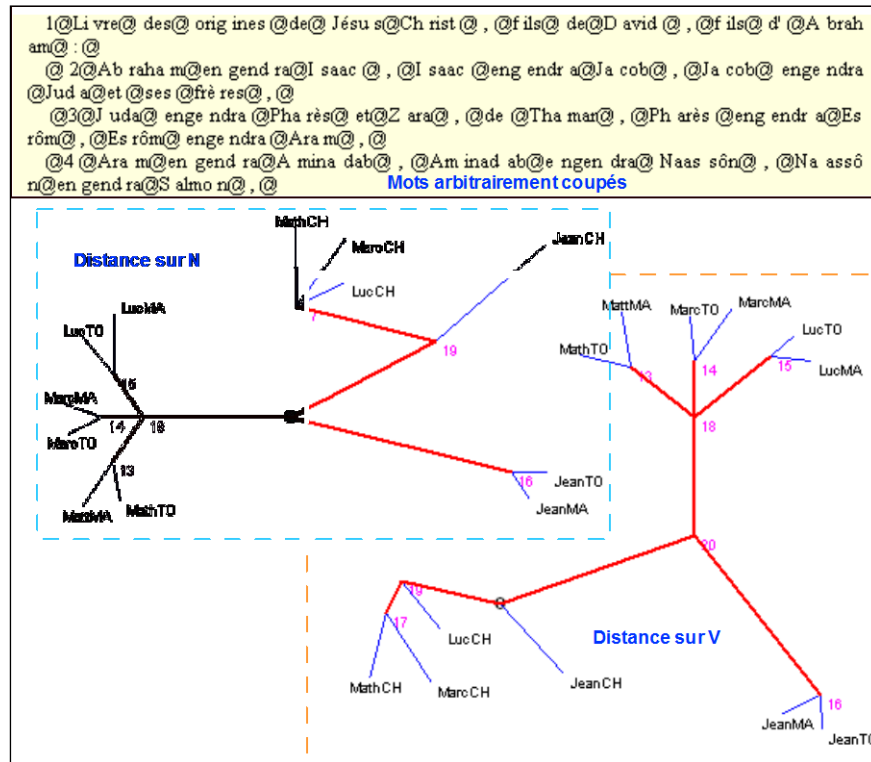 1@Li vre@ des@ orig ines @de@ Jésu s@Ch rist @ , @f ils@ de@D avid @ , @f ils@ d' @A brah
am@ : @
@ 2@Ab raha m@en gend ra@I saac @ , @I saac @eng endr a@Ja cob@ , @Ja cob@ enge ndra
@Jud a@et @ses @frè res@ , @
@3@J uda@ enge ndra @Pha rès@ et@Z ara@ , @de @Tha mar@ , @Ph arès @eng endr a@Es
rôm@ , @Es rôm@ enge ndra @Ara m@ , @
@4 @Ara m@en gend ra@A mina dab@ , @Am inad ab@e ngen dra@ Naas sôn@ , @Na assô
n@en gend ra@S almo n@ , @
Mots arbitrairement coupés
MathCH
MarcCH
JeanCH
Distance sur N
LucCH
7
19
LucMA
LucTO
15
MarcMA
14
18
MarcTO
13
MattMA
MathTO
16
JeanTO
JeanMA
MattMA
MarcTO
MarcMA
LucTO
MathTO
13
14
15
LucMA
18
20
19
17
LucCH
Distance sur V
MathCH
MarcCH
JeanCH
16
JeanMA
JeanTO